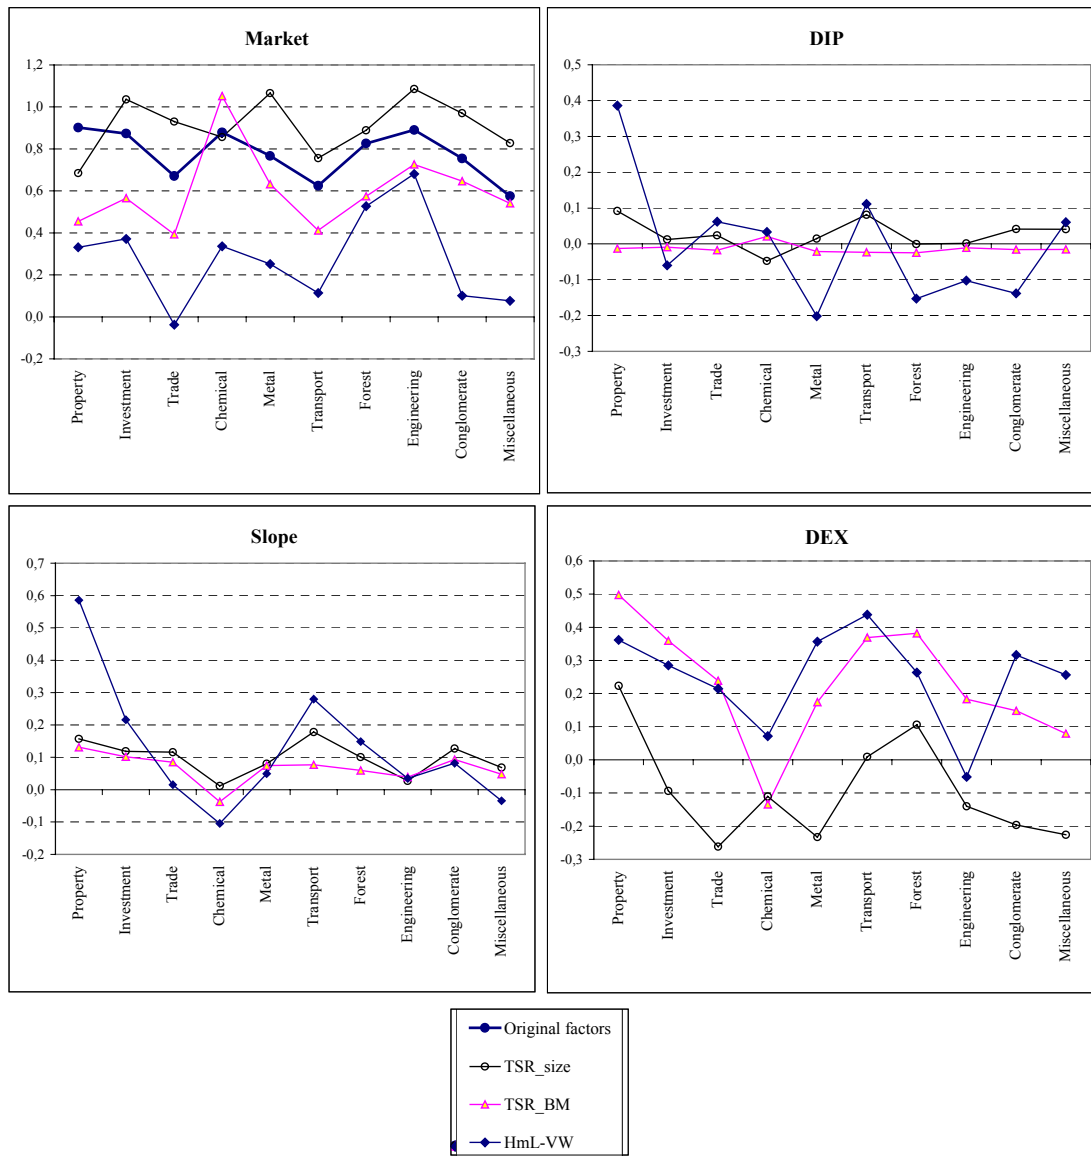 Market
1,2
1,0
0,8
0,6
0,4
0,2
0,0
-0,2
Property
Investment
Trade
Chemical
Metal
Transport
Forest
Engineering
Conglomerate
Miscellaneous
DIP
0,5
0,4
0,3
0,2
0,1
0,0
-0,1
-0,2
-0,3
Property
Investment
Trade
Chemical
Metal
Transport
Forest
Engineering
Conglomerate
Miscellaneous
Slope
0,7
0,6
0,5
0,4
0,3
0,2
0,1
0,0
-0,1
-0,2
Property
Investment
Trade
Chemical
Metal
Transport
Forest
Engineering
Conglomerate
Miscellaneous
DEX
0,6
0,5
0,4
0,3
0,2
0,1
0,0
-0,1
-0,2
-0,3
Property
Investment
Trade
Chemical
Metal
Transport
Forest
Engineering
Conglomerate
Miscellaneous
Original factors
TSR_size
TSR_BM
HmL-VW